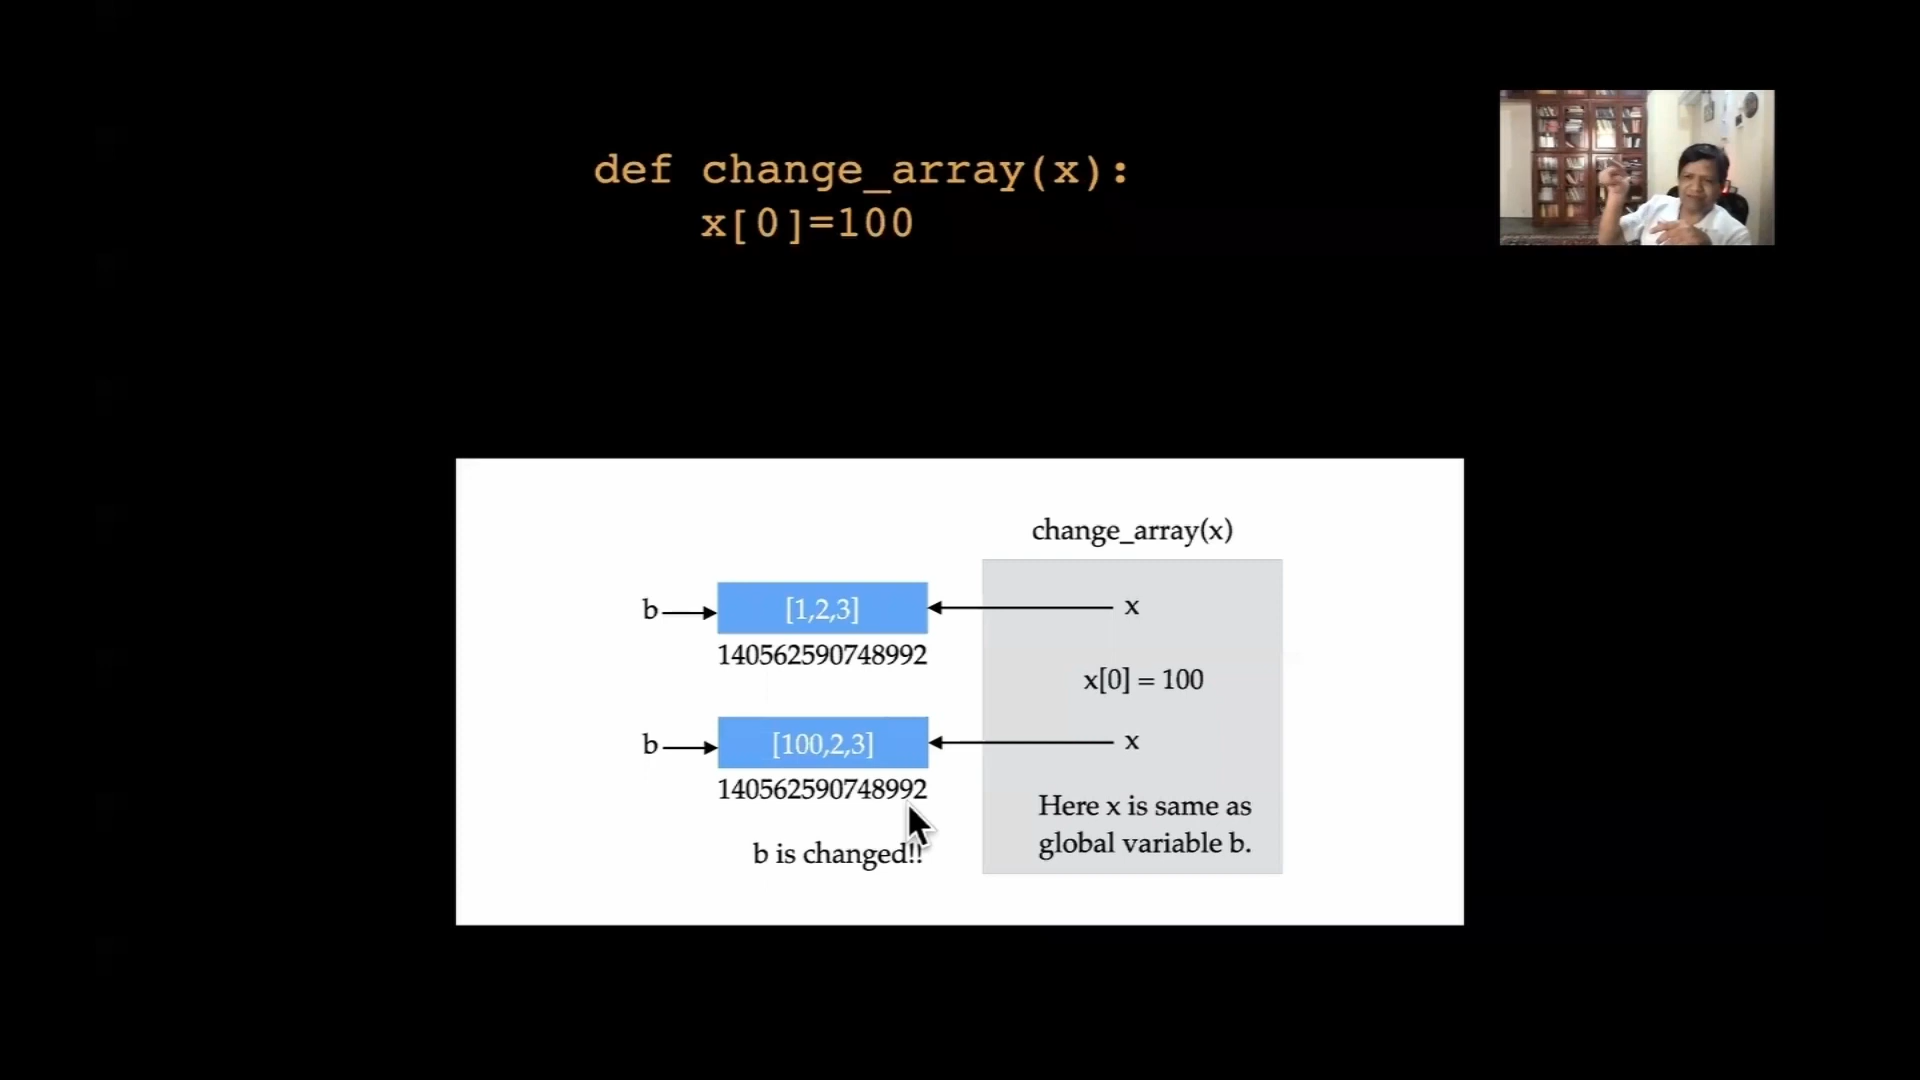 def change_array(x):
x[0]=100
change_array(x)
b [1,2,3] x
140562590748992
x[0] = 100
b [100,2,3] x
140562590748992
Here x is same as
global variable b.
b is changed!!